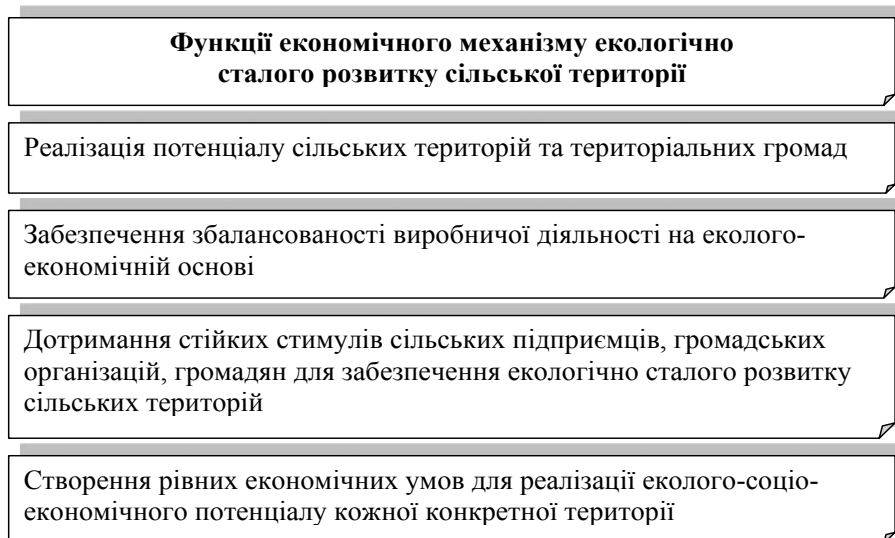 Функції економічного механізму екологічно
сталого розвитку сільської території
Реалізація потенціалу сільських територій та територіальних громад
Забезпечення збалансованості виробничої діяльності на еколого-
економічній основі
Дотримання стійких стимулів сільських підприємців, громадських
організацій, громадян для забезпечення екологічно сталого розвитку
сільських територій
Створення рівних економічних умов для реалізації еколого-соціо-
економічного потенціалу кожної конкретної території